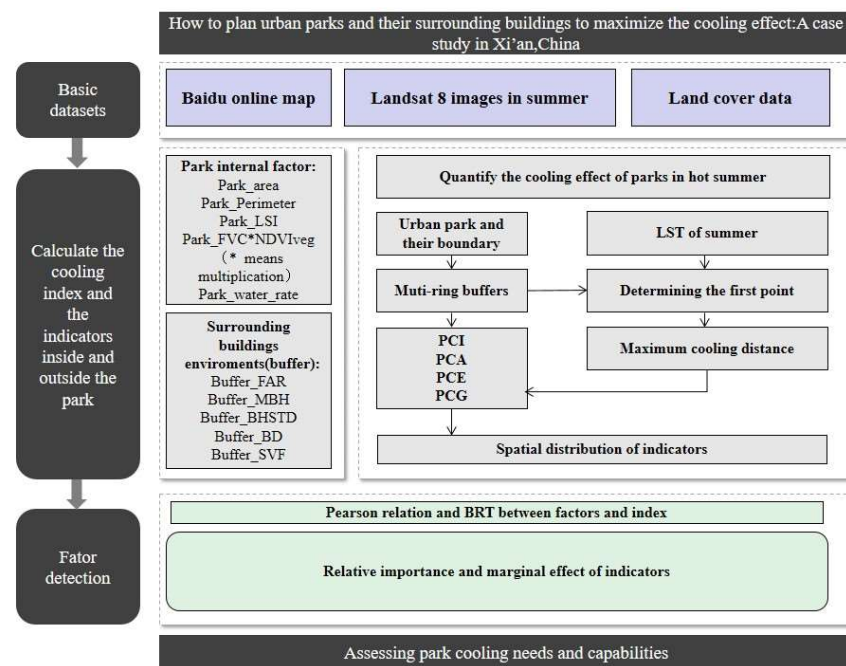 How to plan urban parks and their surrounding buildings to maximize the cooling effect:A case
study in Xi'an,China
Basic
datasets
Baidu online map
Landsat 8 images in summer
Land cover data
Calculate the
cooling
index and
the
indicators
inside and
outside the
park
Park internal factor:
Park_area
Park_Perimeter
Park_LSI
Park_FVC*NDVIveg
（* means
multiplication）
Park_water_rate
Surrounding
buildings
enviroments(buffer):
Buffer_FAR
Buffer_MBH
Buffer_BHSTD
Buffer_BD
Buffer_SVF
Quantify the cooling effect of parks in hot summer
Urban park and
their boundary
LST of summer
Muti-ring buffers
Determining the first point
PCI
PCA
PCE
PCG
Maximum cooling distance
Spatial distribution of indicators
Fator
detection
Pearson relation and BRT between factors and index
Relative importance and marginal effect of indicators
Assessing park cooling needs and capabilities